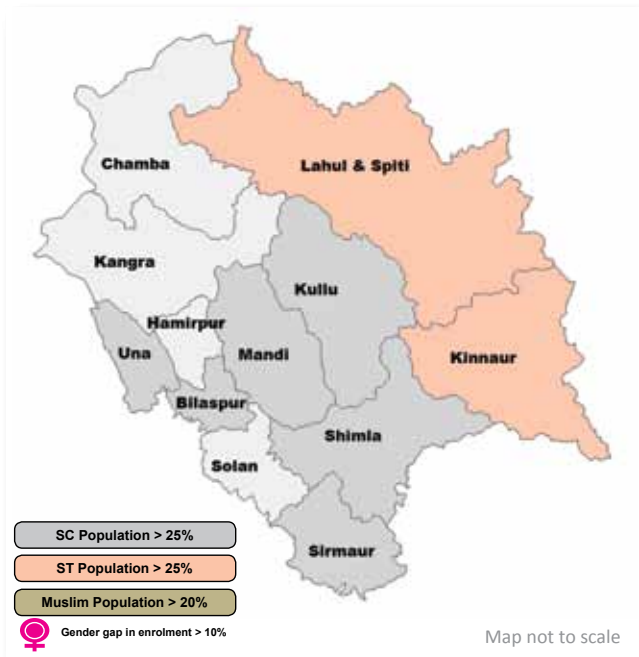 Chamba
Lahul & Spiti
Kangra
Kullu
Hamirpur
Una
Mandi
Kinnaur
Bilaspur
Shimla
Solan
SC Population > 25%
Sirmaur
ST Population > 25%
Muslim Population > 20%
Gender gap in enrolment > 10%
Map not to scale